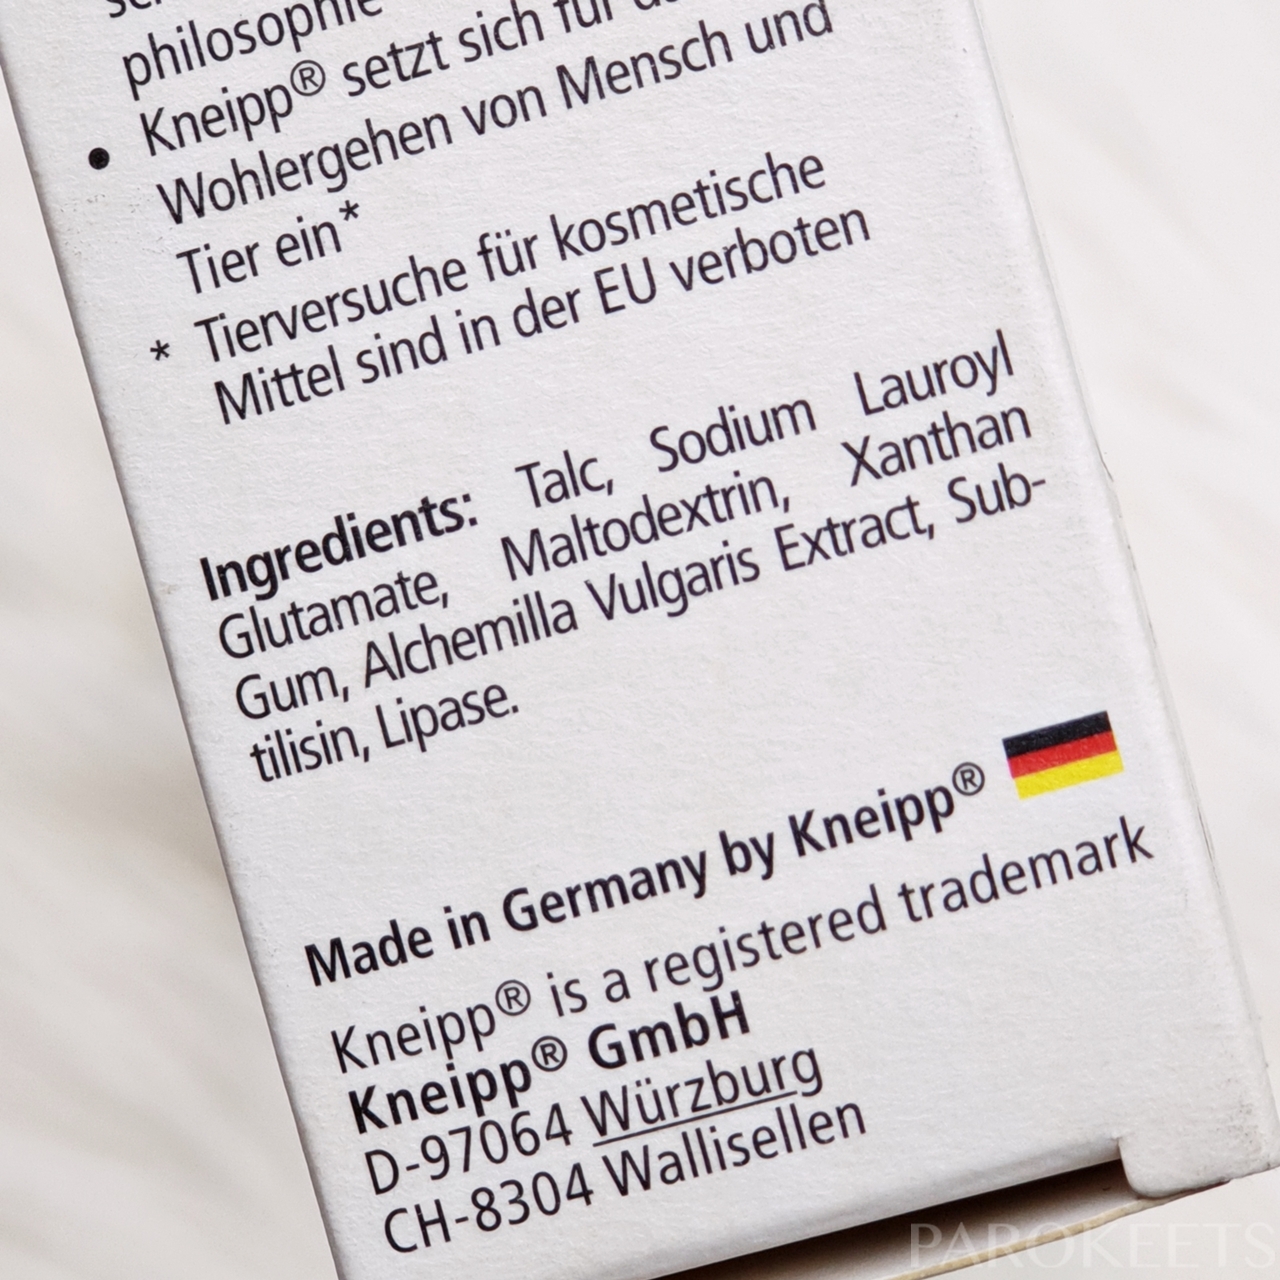 philosophie
• Kneipp® setzt sich für
Wohlergehen von Mensch und
Tier ein*
* Tierversuche für kosmetische
Mittel sind in der EU verboten
Ingredients: Talc, Sodium Lauroyl
Glutamate, Maltodextrin, Xanthan
Gum, Alchemilla Vulgaris Extract, Sub-
tilisin, Lipase.
Made in Germany by Kneipp®
Kneipp® is a registered trademark
Kneipp® GmbH
D-97064 Würzburg
CH-8304 Wallisellen
PAROKEETS